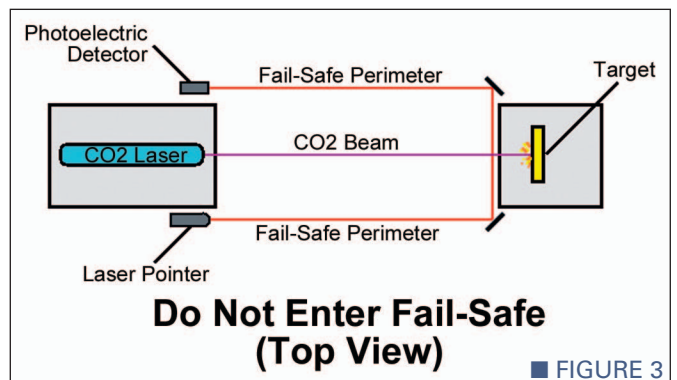 Photoelectric
Detector
Fail-Safe Perimeter
Target
CO2 Laser
CO2 Beam
Fail-Safe Perimeter
Laser Pointer
Do Not Enter Fail-Safe
(Top View)
■ FIGURE 3